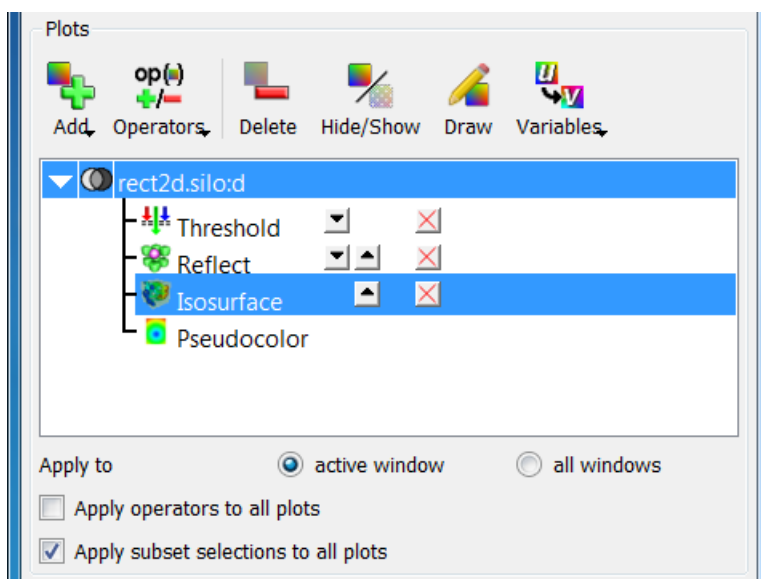 Plots
op(■) +/−
Add Operators Delete Hide/Show Draw Variables
u v
rect2d.silo:d
Threshold
Reflect
Isosurface
Pseudocolor
Apply to active window all windows
Apply operators to all plots
Apply subset selections to all plots